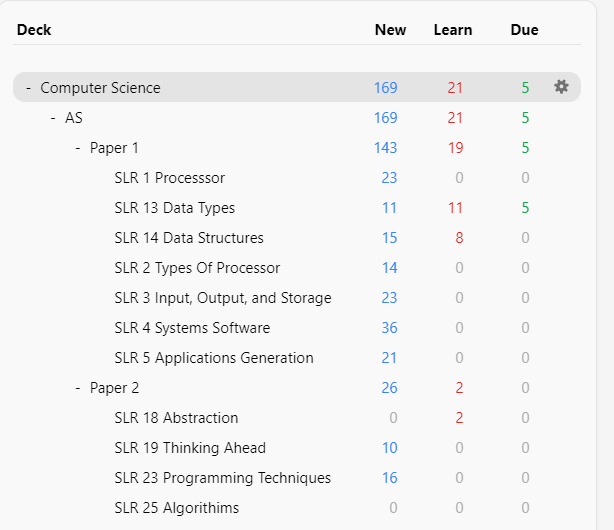 Deck New Learn Due
- Computer Science 169 21 5
- AS 169 21 5
- Paper 1 143 19 5
SLR 1 Processsor 23 0 0
SLR 13 Data Types 11 11 5
SLR 14 Data Structures 15 8 0
SLR 2 Types Of Processor 14 0 0
SLR 3 Input, Output, and Storage 23 0 0
SLR 4 Systems Software 36 0 0
SLR 5 Applications Generation 21 0 0
- Paper 2 26 2 0
SLR 18 Abstraction 0 2 0
SLR 19 Thinking Ahead 10 0 0
SLR 23 Programming Techniques 16 0 0
SLR 25 Algorithims 0 0 0